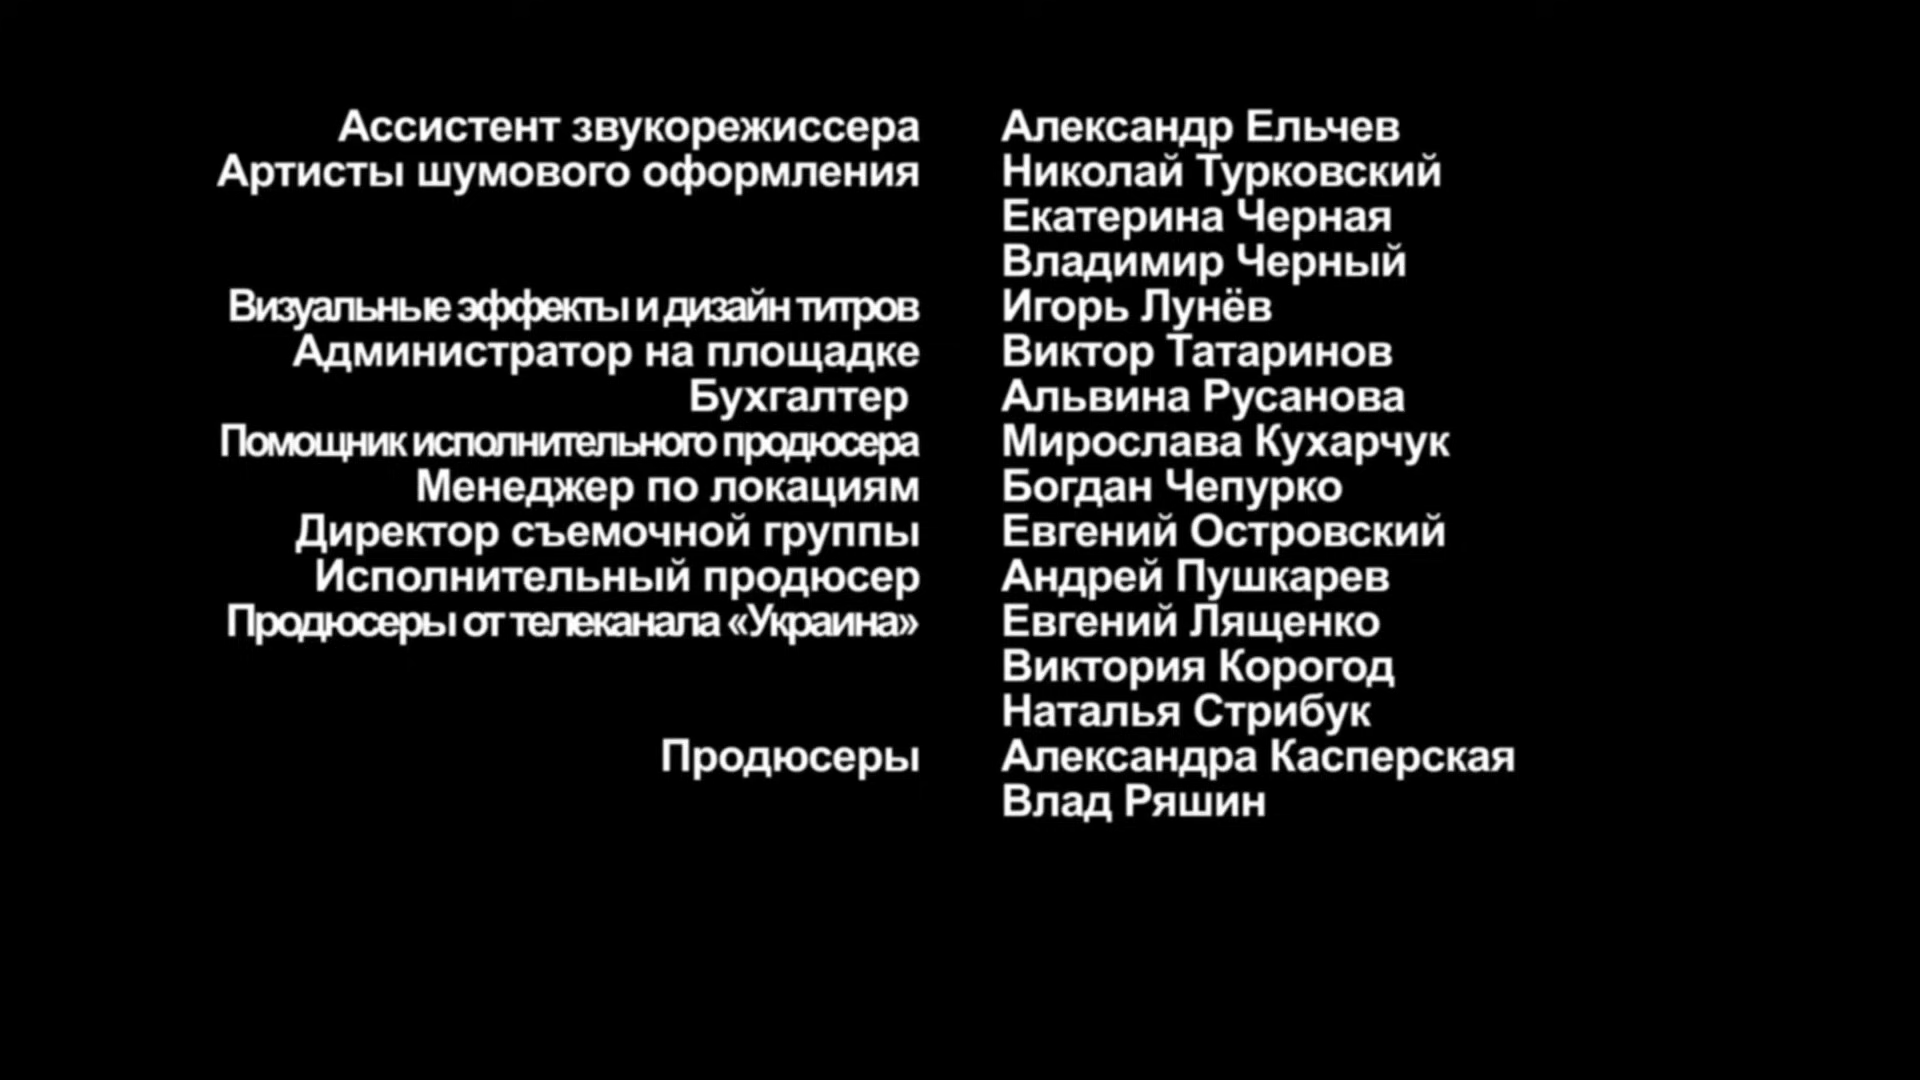 Ассистент звукорежиссера Александр Ельчев
Артисты шумового оформления Николай Турковский
Екатерина Черная
Владимир Черный
Визуальные эффекты и дизайн титров Игорь Лунёв
Администратор на площадке Виктор Татаринов
Бухгалтер Альвина Русанова
Помощник исполнительного продюсера Мирослава Кухарчук
Менеджер по локациям Богдан Чепурко
Директор съемочной группы Евгений Островский
Исполнительный продюсер Андрей Пушкарев
Продюсеры от телеканала «Украина» Евгений Лященко
Виктория Корогод
Наталья Стрибук
Продюсеры Александра Касперская
Влад Ряшин